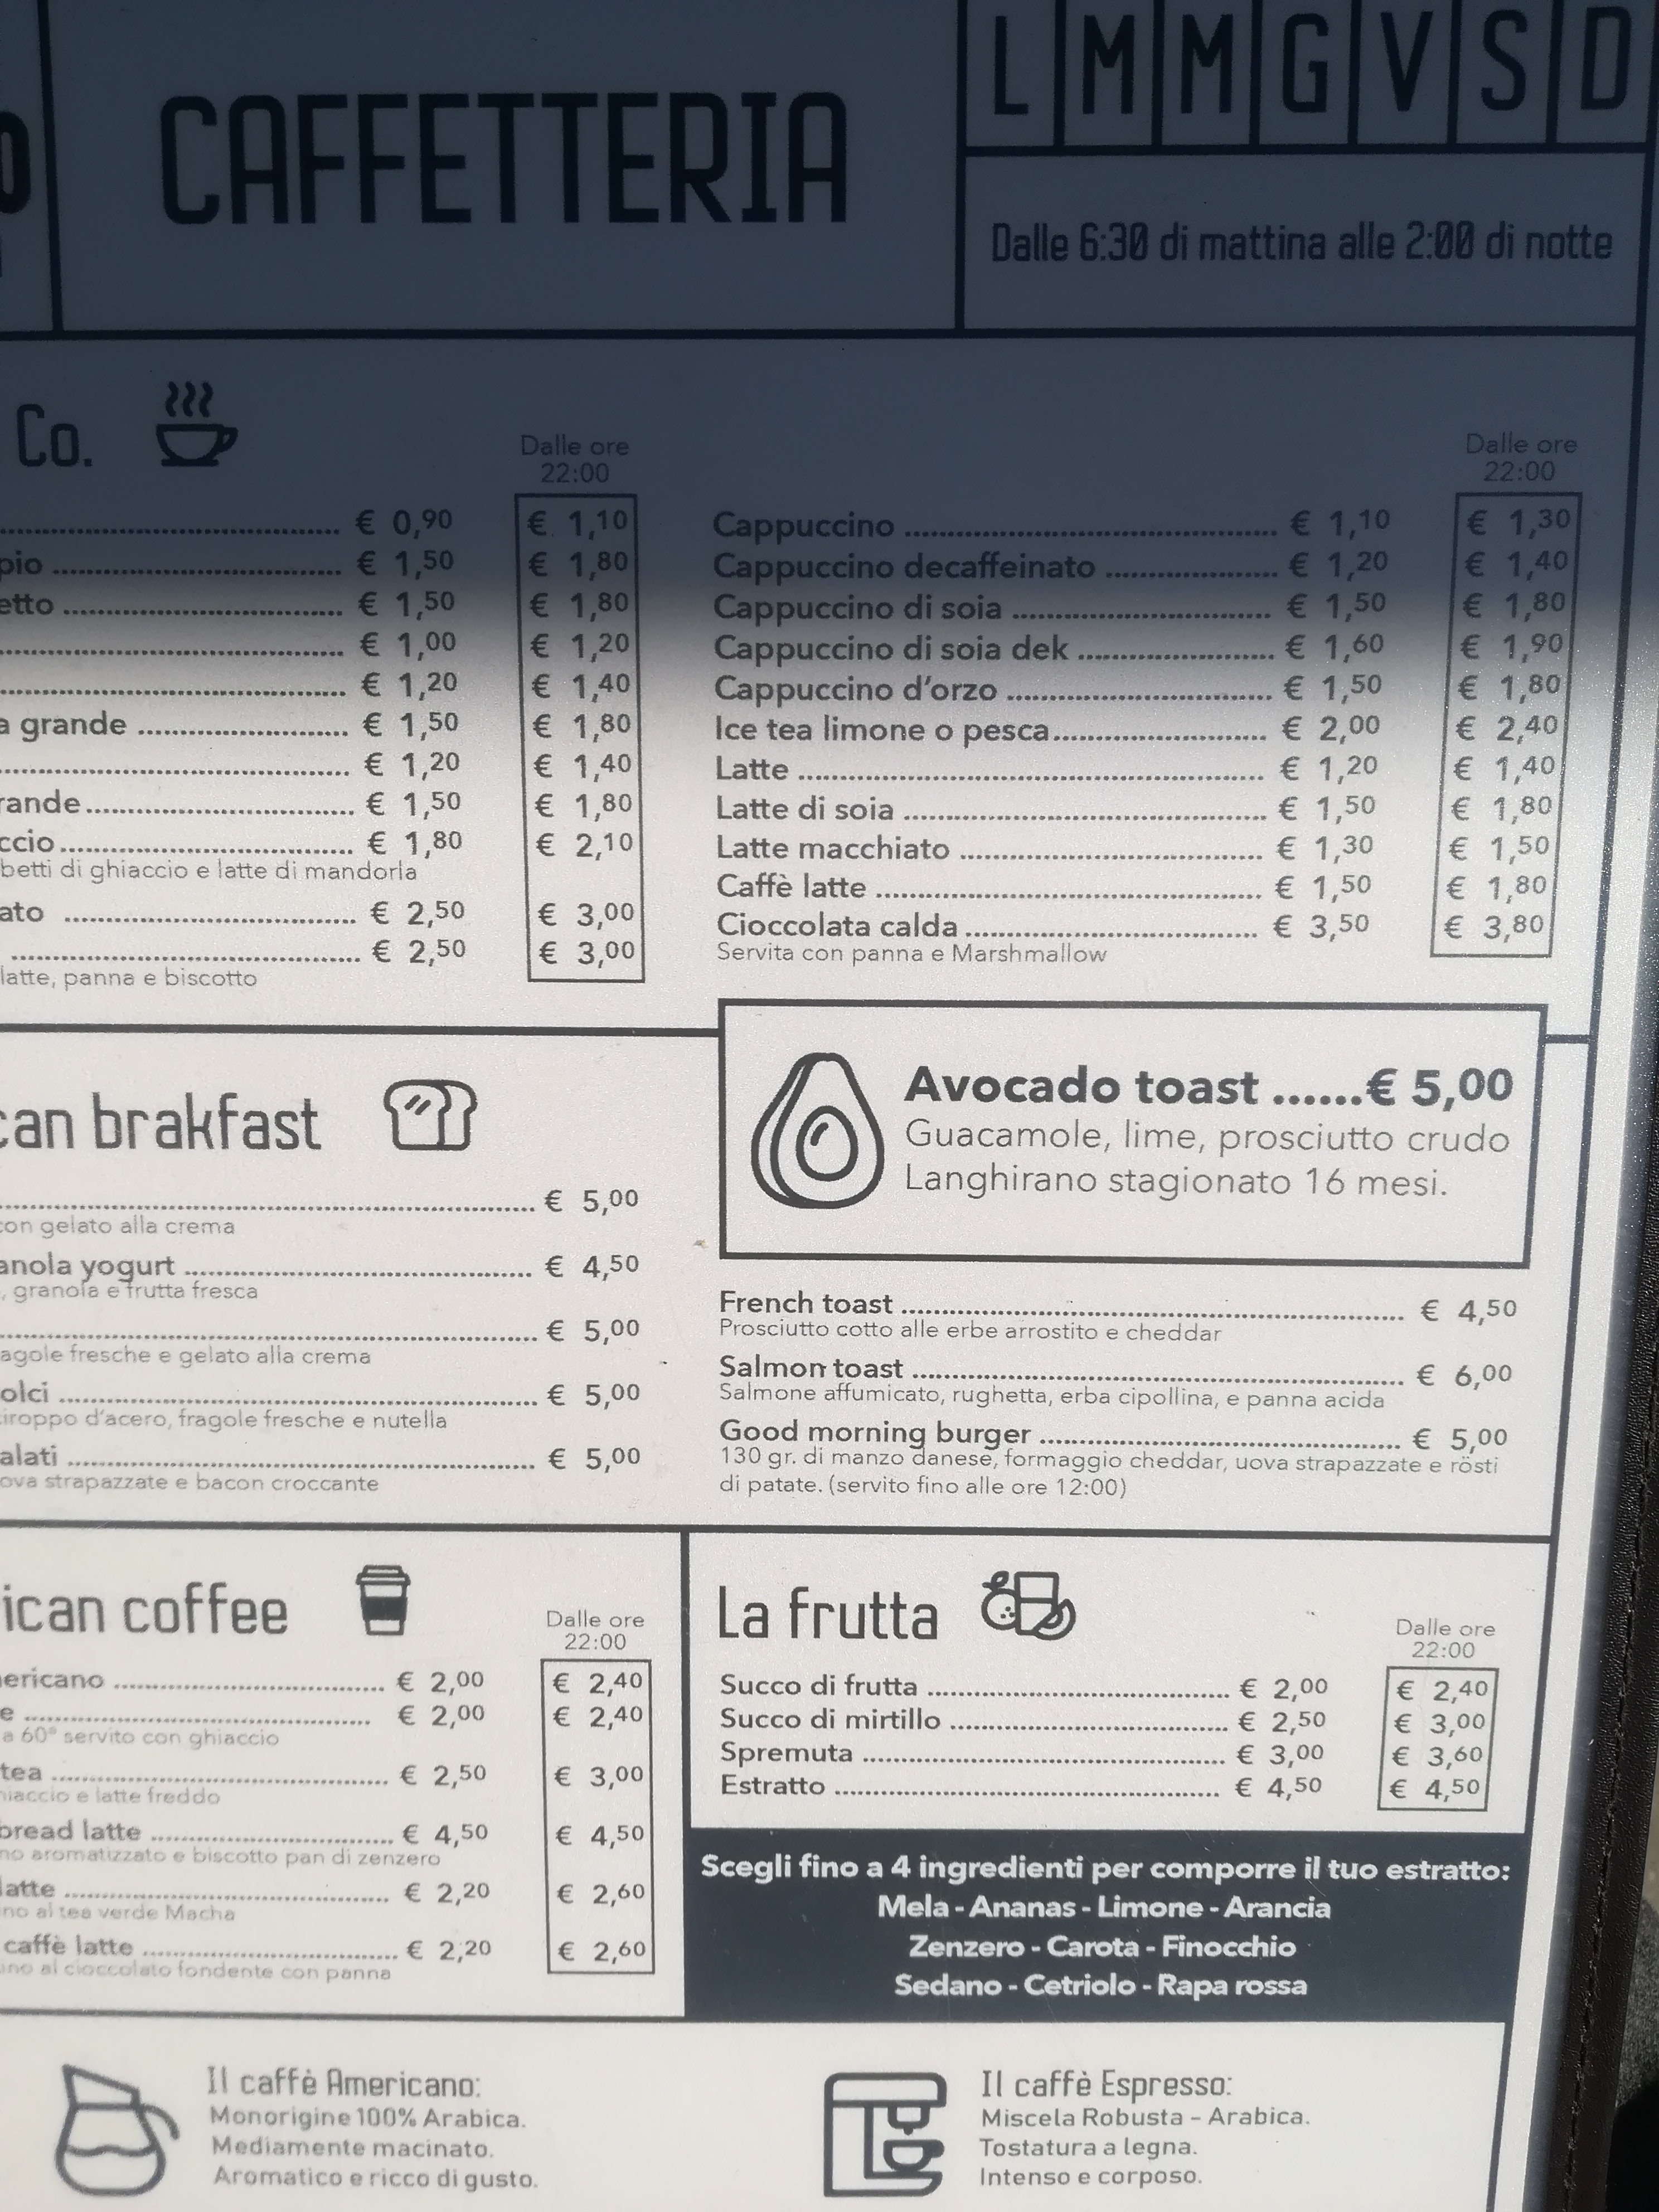 CAFFETTERIA
L M M G V S D
Dalle 6:30 di mattina alle 2:00 di notte
Co.
Dalle ore
22:00
€ 0,90 € 1,10
pio € 1,50 € 1,80
etto € 1,50 € 1,80
€ 1,00 € 1,20
€ 1,20 € 1,40
a grande € 1,50 € 1,80
€ 1,20 € 1,40
rande € 1,50 € 1,80
ccio € 1,80 € 2,10
betti di ghiaccio e latte di mandorla
ato € 2,50 € 3,00
€ 2,50 € 3,00
latte, panna e biscotto
Dalle ore
22:00
Cappuccino € 1,10 € 1,30
Cappuccino decaffeinato € 1,20 € 1,40
Cappuccino di soia € 1,50 € 1,80
Cappuccino di soia dek € 1,60 € 1,90
Cappuccino d'orzo € 1,50 € 1,80
Ice tea limone o pesca € 2,00 € 2,40
Latte € 1,20 € 1,40
Latte di soia € 1,50 € 1,80
Latte macchiato € 1,30 € 1,50
Caffè latte € 1,50 € 1,80
Cioccolata calda € 3,50 € 3,80
Servita con panna e Marshmallow
can brakfast
€ 5,00
con gelato alla crema
anola yogurt € 4,50
, granola e frutta fresca
€ 5,00
agole fresche e gelato alla crema
olci € 5,00
iroppo d'acero, fragole fresche e nutella
alati € 5,00
ova strapazzate e bacon croccante
Avocado toast ......€ 5,00
Guacamole, lime, prosciutto crudo
Langhirano stagionato 16 mesi.
French toast € 4,50
Prosciutto cotto alle erbe arrostito e cheddar
Salmon toast € 6,00
Salmone affumicato, rughetta, erba cipollina, e panna acida
Good morning burger € 5,00
130 gr. di manzo danese, formaggio cheddar, uova strapazzate e rösti
di patate. (servito fino alle ore 12:00)
ican coffee
Dalle ore
22:00
ericano € 2,00 € 2,40
e € 2,00 € 2,40
a 60° servito con ghiaccio
tea € 2,50 € 3,00
hiaccio e latte freddo
bread latte € 4,50 € 4,50
no aromatizzato e biscotto pan di zenzero
latte € 2,20 € 2,60
no al tea verde Macha
caffè latte € 2,20 € 2,60
no al cioccolato fondente con panna
La frutta
Dalle ore
22:00
Succo di frutta € 2,00 € 2,40
Succo di mirtillo € 2,50 € 3,00
Spremuta € 3,00 € 3,60
Estratto € 4,50 € 4,50
Scegli fino a 4 ingredienti per comporre il tuo estratto:
Mela - Ananas - Limone - Arancia
Zenzero - Carota - Finocchio
Sedano - Cetriolo - Rapa rossa
Il caffè Americano:
Monorigine 100% Arabica.
Mediamente macinato.
Aromatico e ricco di gusto.
Il caffè Espresso:
Miscela Robusta - Arabica.
Tostatura a legna.
Intenso e corposo.